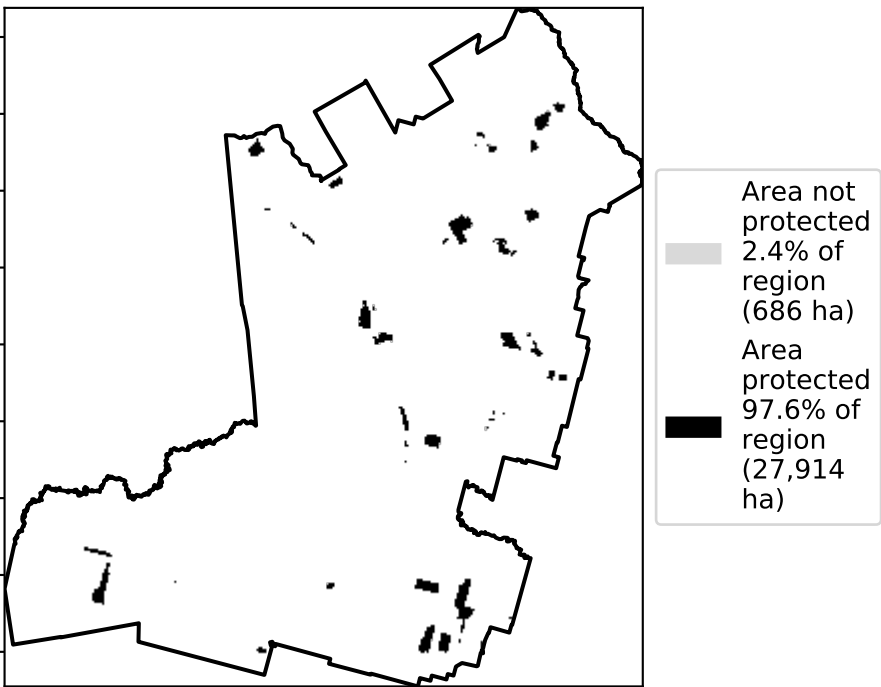 Area not
protected
2.4% of
region
(686 ha)
Area
protected
97.6% of
region
(27,914
ha)